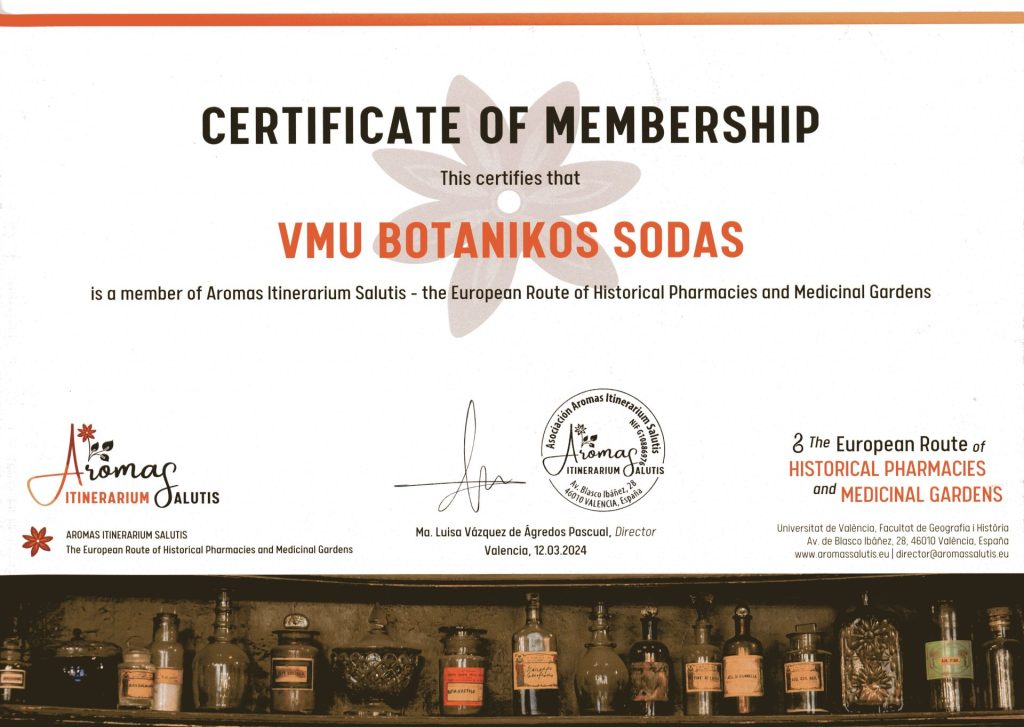 CERTIFICATE OF MEMBERSHIP
This certifies that
VMU BOTANIKOS SODAS
is a member of Aromas Itinerarium Salutis - the European Route of Historical Pharmacies and Medicinal Gardens
Aromas
ITINERARIUM SALUTIS
AROMAS ITINERARIUM SALUTIS
The European Route of Historical Pharmacies and Medicinal Gardens
Asociación Aromas Itinerarium Salutis
NIF G10886976
Aromas
ITINERARIUM SALUTIS
Av. Blasco Ibáñez, 28
46010 VALENCIA, España
Ma. Luisa Vázquez de Ágredos Pascual, Director
Valencia, 12.03.2024
The European Route of
HISTORICAL PHARMACIES
and MEDICINAL GARDENS
Universitat de València, Facultat de Geografia i Història
Av. de Blasco Ibáñez, 28, 46010 València, España
www.aromassalutis.eu | director@aromassalutis.eu